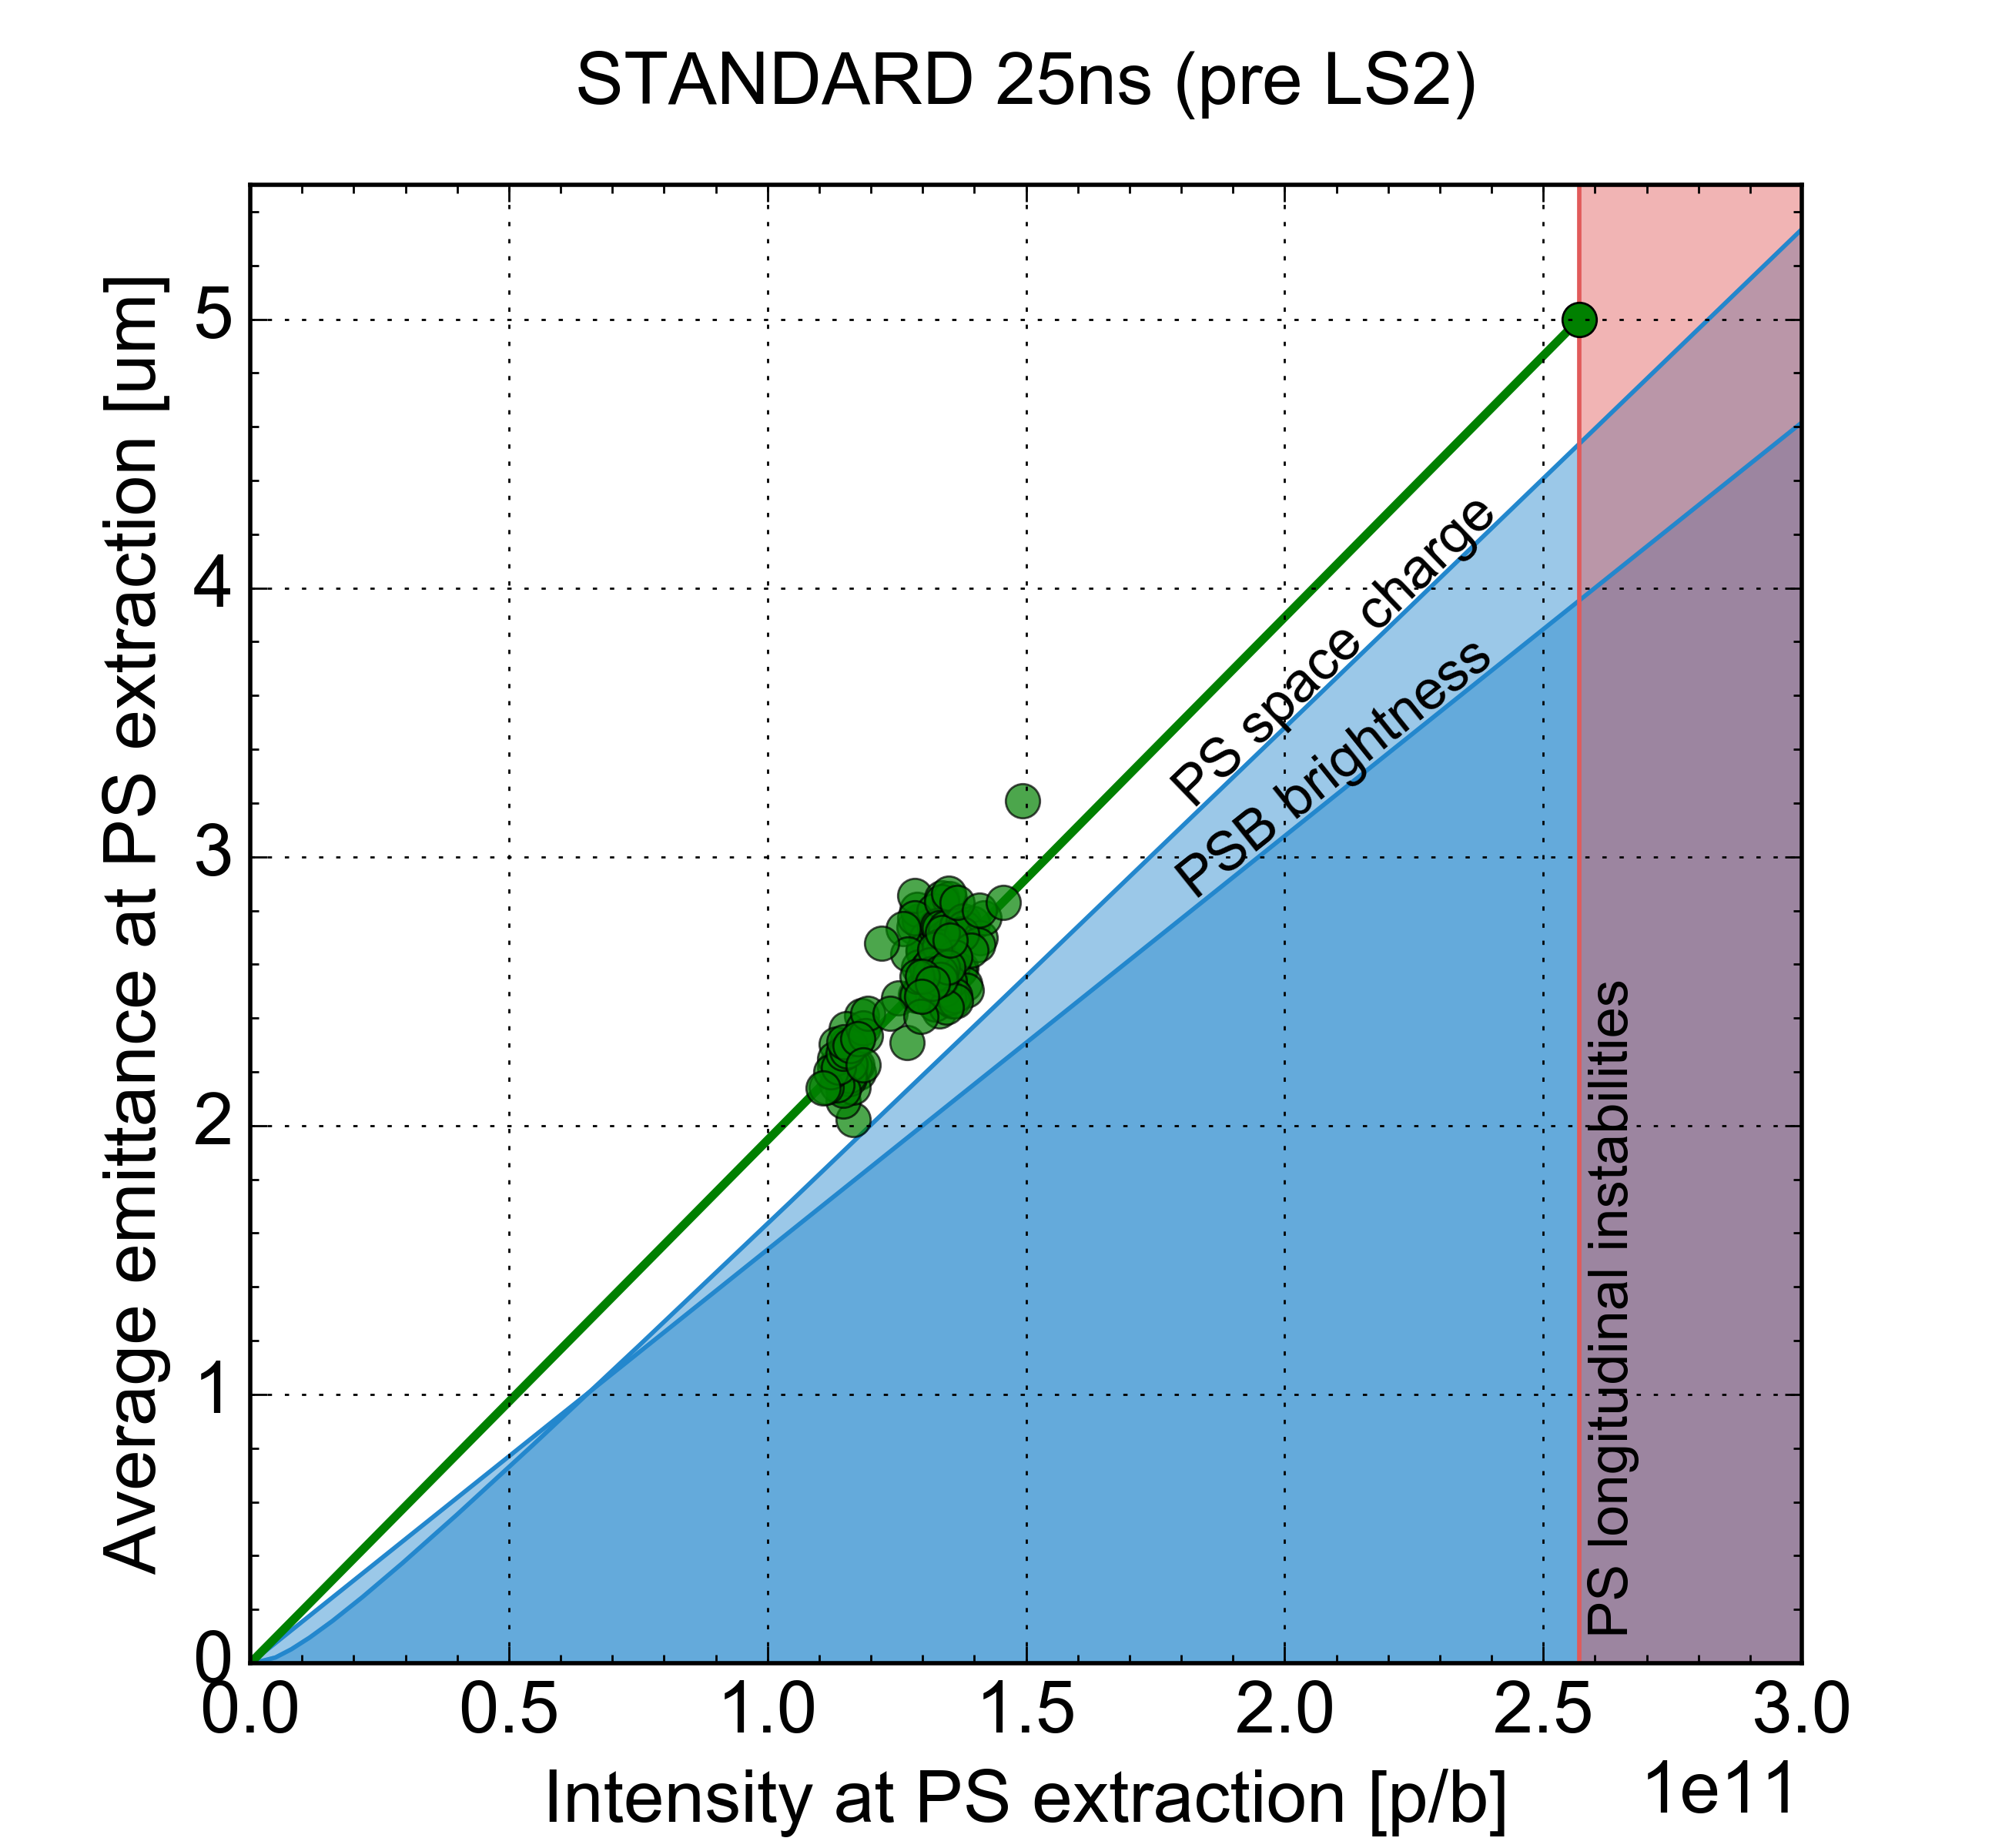 STANDARD 25ns (pre LS2)
Average emittance at PS extraction [um]
5
4
3
2
1
0
PS space charge
PSB brightness
PS longitudinal instabilities
0.0 0.5 1.0 1.5 2.0 2.5 3.0
Intensity at PS extraction [p/b]
1e11